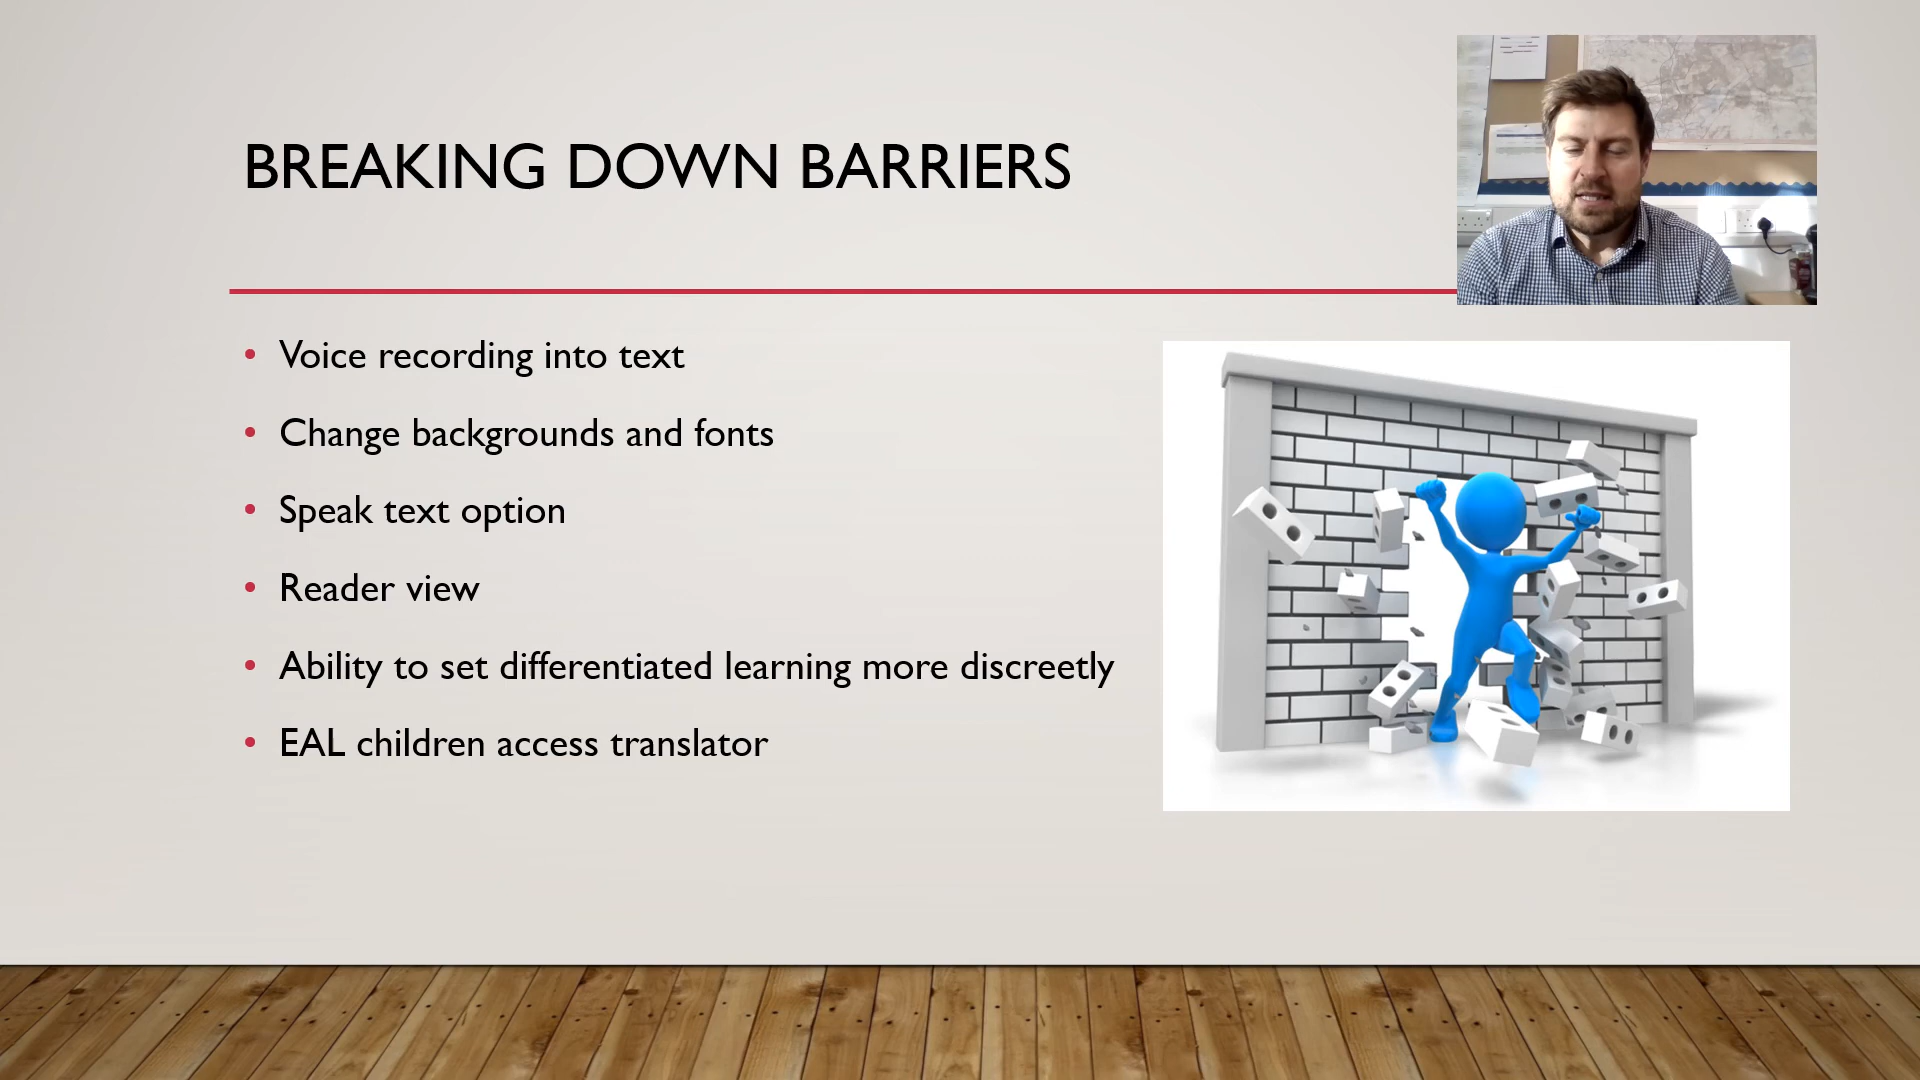 BREAKING DOWN BARRIERS
Voice recording into text
Change backgrounds and fonts
Speak text option
Reader view
Ability to set differentiated learning more discreetly
EAL children access translator